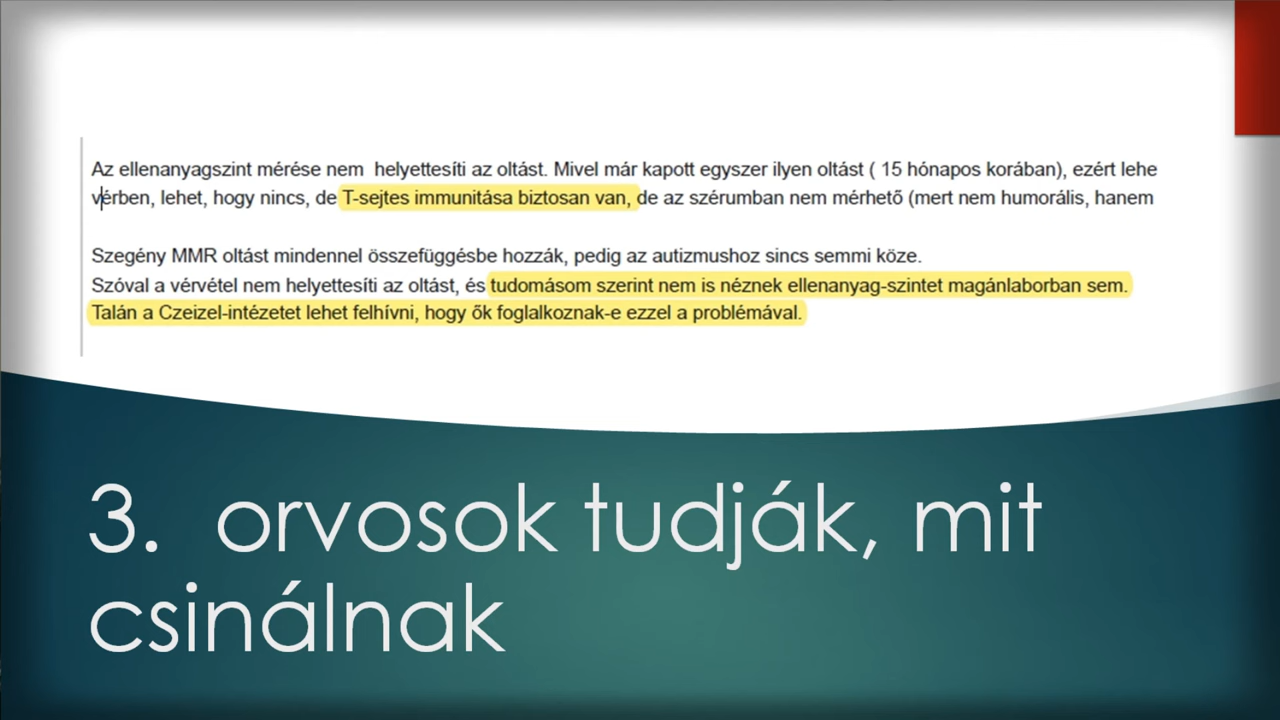 Az ellenanyagszint mérése nem helyettesíti az oltást. Mivel már kapott egyszer ilyen oltást ( 15 hónapos korában), ezért lehe
vérben, lehet, hogy nincs, de T-sejtes immunitása biztosan van, de az szérumban nem mérhető (mert nem humorális, hanem
Szegény MMR oltást mindennel összefüggésbe hozzák, pedig az autizmushoz sincs semmi köze.
Szóval a vérvétel nem helyettesíti az oltást, és tudomásom szerint nem is néznek ellenanyag-szintet magánlaborban sem.
Talán a Czeizel-intézetet lehet felhívni, hogy ők foglalkoznak-e ezzel a problémával.
3. orvosok tudják, mit
csinálnak